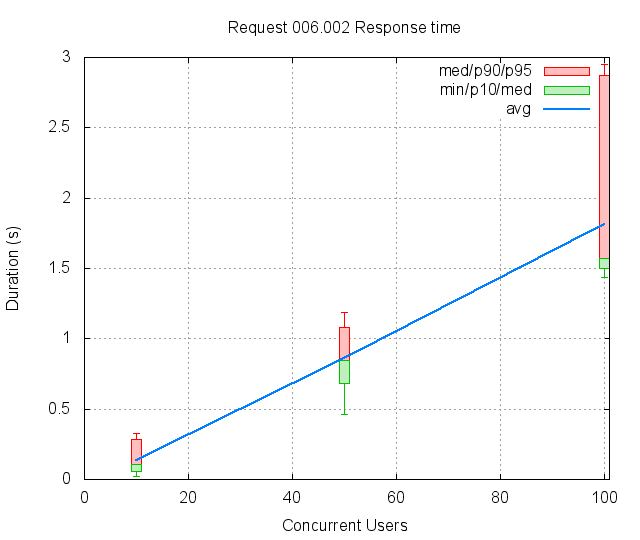 Request 006.002 Response time
med/p90/p95
min/p10/med
avg
Duration (s)
3
2.5
2
1.5
1
0.5
0
0 20 40 60 80 100
Concurrent Users